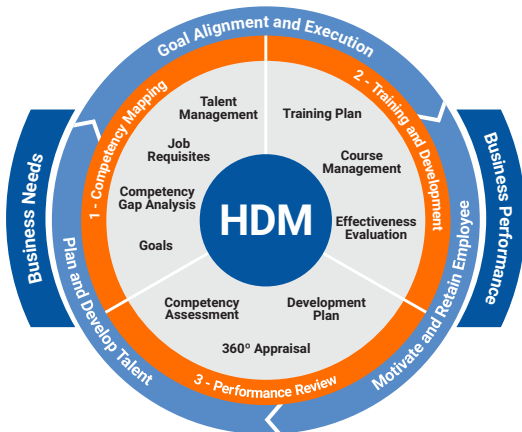 Goal Alignment and Execution
1 - Competency Mapping
2 - Training and Development
Talent
Management
Training Plan
Job
Requisites
Course
Management
Competency
Gap Analysis
HDM
Effectiveness
Evaluation
Goals
Business Needs
Business Performance
Plan and Develop Talent
Motivate and Retain Employee
Competency
Assessment
Development
Plan
360º Appraisal
3 - Performance Review